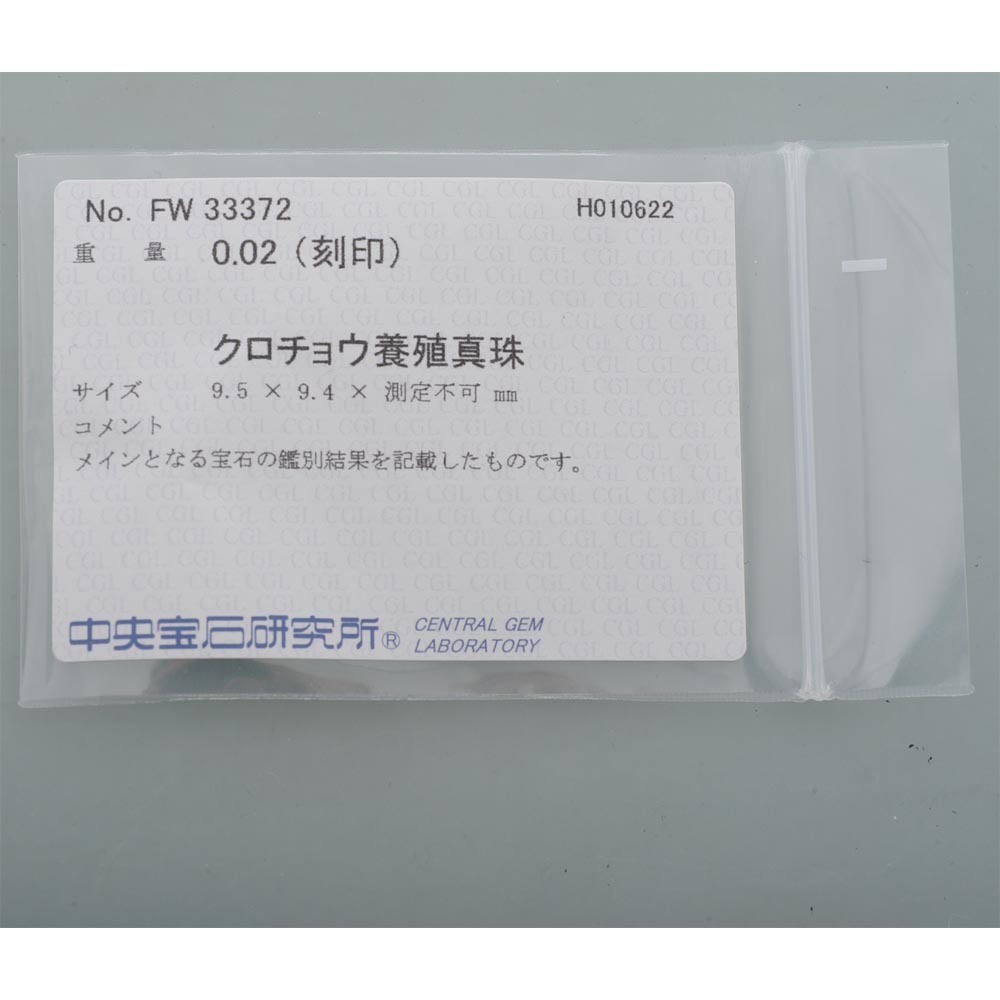 No. FW 33372 H010622
重 量 0.02 (刻印)
クロチョウ養殖真珠
サイズ 9.5 × 9.4 × 測定不可 mm
コメント
メインとなる宝石の鑑別結果を記載したものです。
中央宝石研究所® CENTRAL GEM
LABORATORY